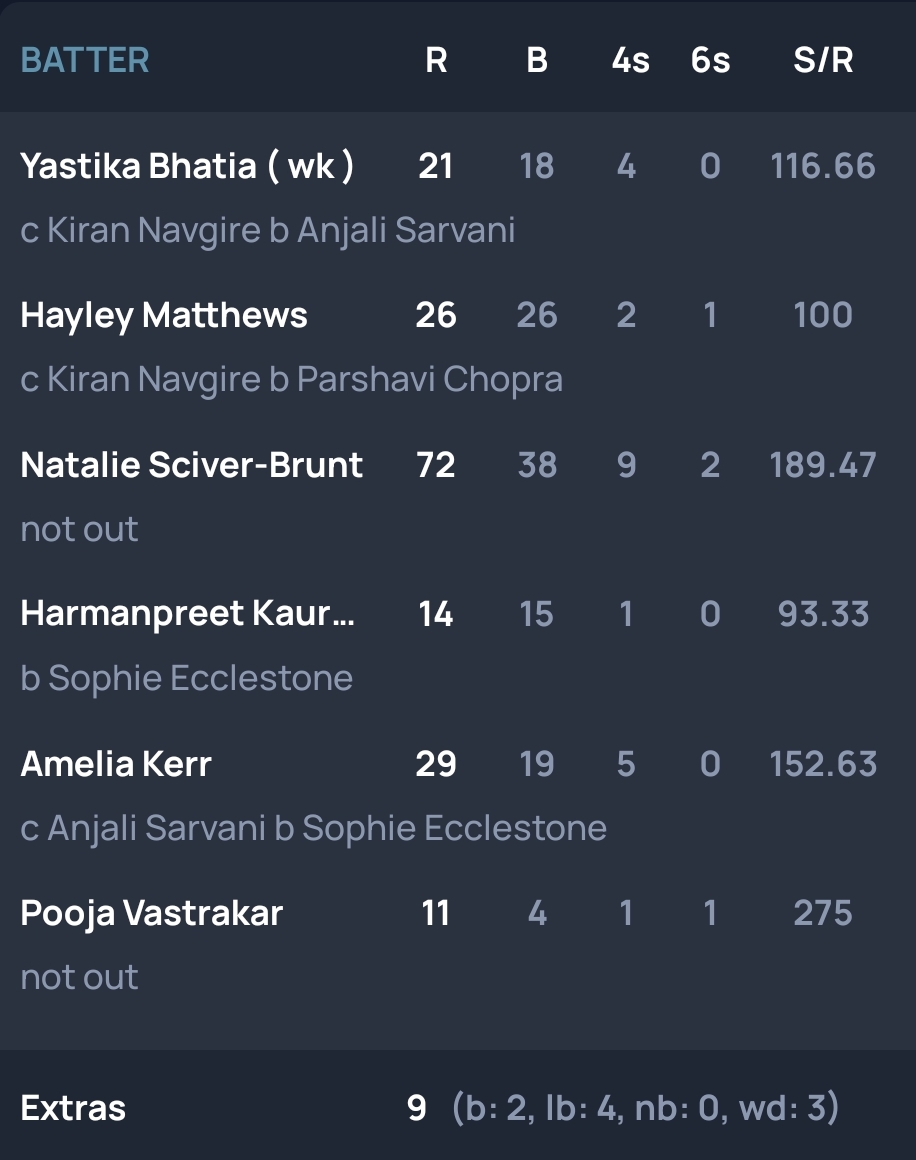 BATTER R B 4s 6s S/R
Yastika Bhatia ( wk ) 21 18 4 0 116.66
c Kiran Navgire b Anjali Sarvani
Hayley Matthews 26 26 2 1 100
c Kiran Navgire b Parshavi Chopra
Natalie Sciver-Brunt 72 38 9 2 189.47
not out
Harmanpreet Kaur... 14 15 1 0 93.33
b Sophie Ecclestone
Amelia Kerr 29 19 5 0 152.63
c Anjali Sarvani b Sophie Ecclestone
Pooja Vastrakar 11 4 1 1 275
not out
Extras 9 (b: 2, lb: 4, nb: 0, wd: 3)